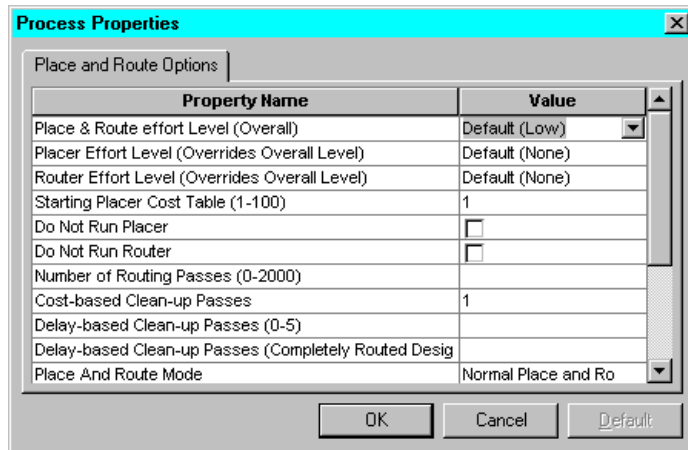 Process Properties
Place and Route Options
Property Name Value
Place & Route effort Level (Overall) Default (Low)
Placer Effort Level (Overrides Overall Level) Default (None)
Router Effort Level (Overrides Overall Level) Default (None)
Starting Placer Cost Table (1-100) 1
Do Not Run Placer
Do Not Run Router
Number of Routing Passes (0-2000)
Cost-based Clean-up Passes 1
Delay-based Clean-up Passes (0-5)
Delay-based Clean-up Passes (Completely Routed Desig
Place And Route Mode Normal Place and Ro
OK Cancel Default